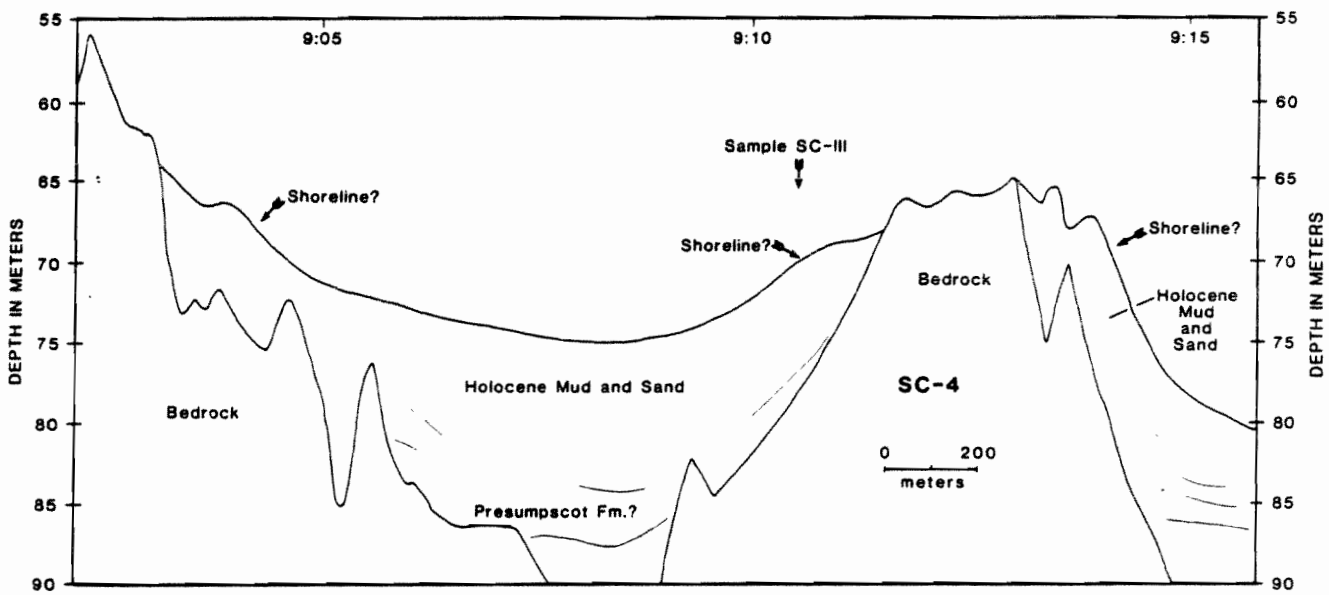 55
9:05
9:10
9:15
55
60
60
Sample SC-III
65
65
Shoreline?
Shoreline?
Shoreline?
70
70
Bedrock
Holocene
Mud
and
Sand
75
75
Holocene Mud and Sand
SC-4
Bedrock
80
80
0 200
meters
85
85
Presumpscot Fm.?
90
90
DEPTH IN METERS
DEPTH IN METERS